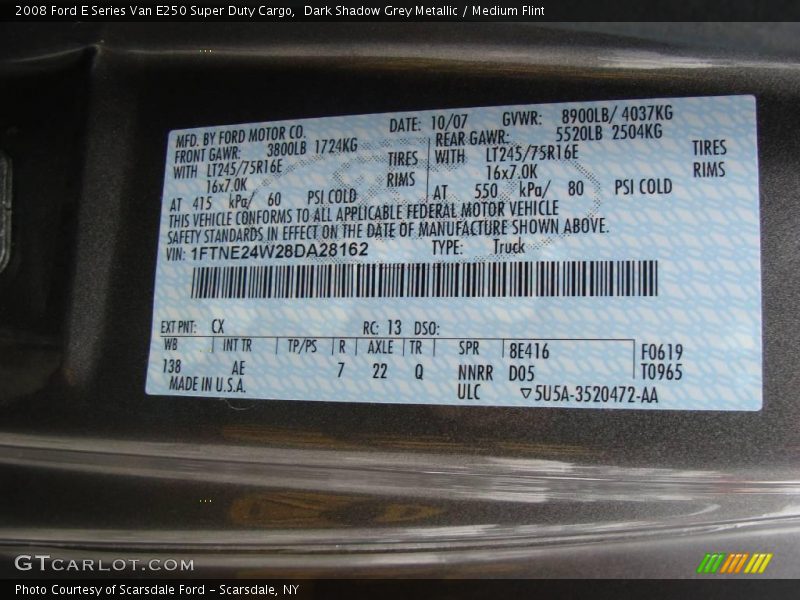 2008 Ford E Series Van E250 Super Duty Cargo, Dark Shadow Grey Metallic / Medium Flint
MFD. BY FORD MOTOR CO. DATE: 10/07 GVWR: 8900LB/ 4037KG
FRONT GAWR: 3800LB 1724KG REAR GAWR: 5520LB 2504KG
WITH LT245/75R16E TIRES WITH LT245/75R16E TIRES
16x7.0K RIMS 16x7.0K RIMS
AT 415 kPa/ 60 PSI COLD AT 550 kPa/ 80 PSI COLD
THIS VEHICLE CONFORMS TO ALL APPLICABLE FEDERAL MOTOR VEHICLE
SAFETY STANDARDS IN EFFECT ON THE DATE OF MANUFACTURE SHOWN ABOVE.
VIN: 1FTNE24W28DA28162 TYPE: Truck
EXT PNT: CX RC: 13 DSO:
WB INT TR TP/PS R AXLE TR SPR 8E416 F0619
138 AE 7 22 Q NNRR D05 T0965
MADE IN U.S.A. ULC ▽5U5A-3520472-AA
GTCARLOT.COM
Photo Courtesy of Scarsdale Ford - Scarsdale, NY